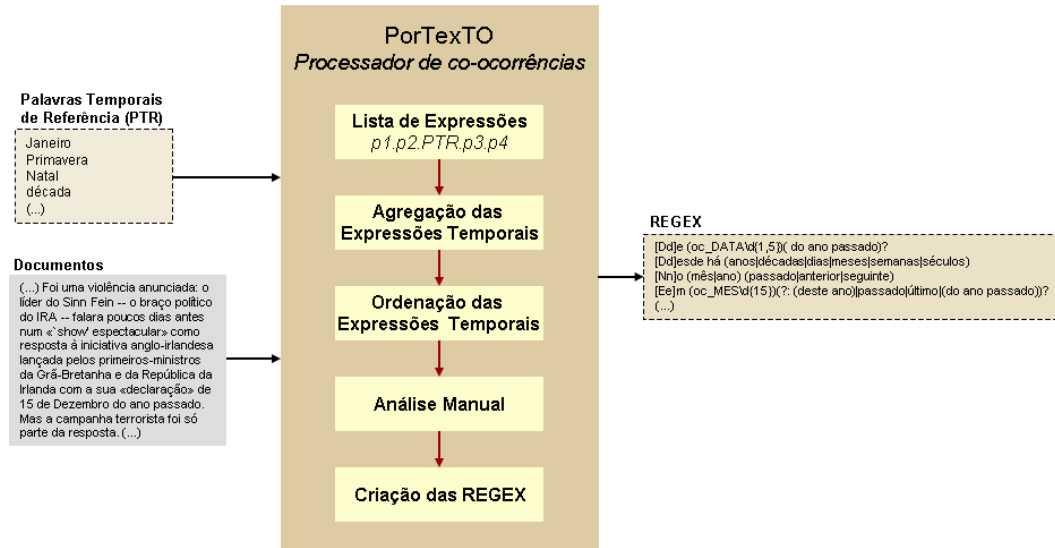 PorTexTO
Processador de co-ocorrências
Palavras Temporais
de Referência (PTR)
Janeiro
Primavera
Natal
década
(...)
Documentos
(...) Foi uma violência anunciada: o
líder do Sinn Fein -- o braço político
do IRA -- falara poucos dias antes
num «`show' espectacular» como
resposta à iniciativa anglo-irlandesa
lançada pelos primeiros-ministros
da Grã-Bretanha e da República da
Irlanda com a sua «declaração» de
15 de Dezembro do ano passado.
Mas a campanha terrorista foi só
parte da resposta. (...)
Lista de Expressões
p1.p2.PTR.p3.p4
Agregação das
Expressões Temporais
Ordenação das
Expressões Temporais
Análise Manual
Criação das REGEX
REGEX
[Dd]e (oc_DATA\d{1,5})( do ano passado)?
[Dd]esde há (anos|décadas|dias|meses|semanas|séculos)
[Nn]o (mês|ano) (passado|anterior|seguinte)
[Ee]m (oc_MES\d{15})(?: (deste ano)|passado|último|(do ano passado))?
(...)